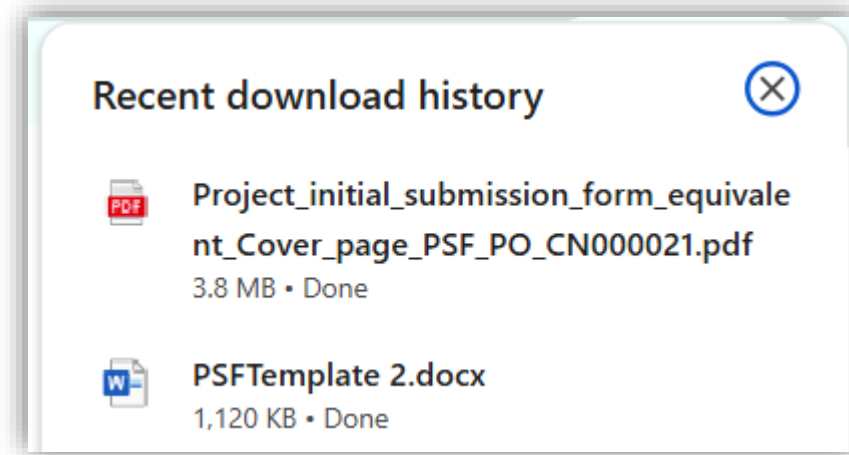 Recent download history
PDF
Project_initial_submission_form_equivale
nt_Cover_page_PSF_PO_CN000021.pdf
3.8 MB • Done
W
PSFTemplate 2.docx
1,120 KB • Done